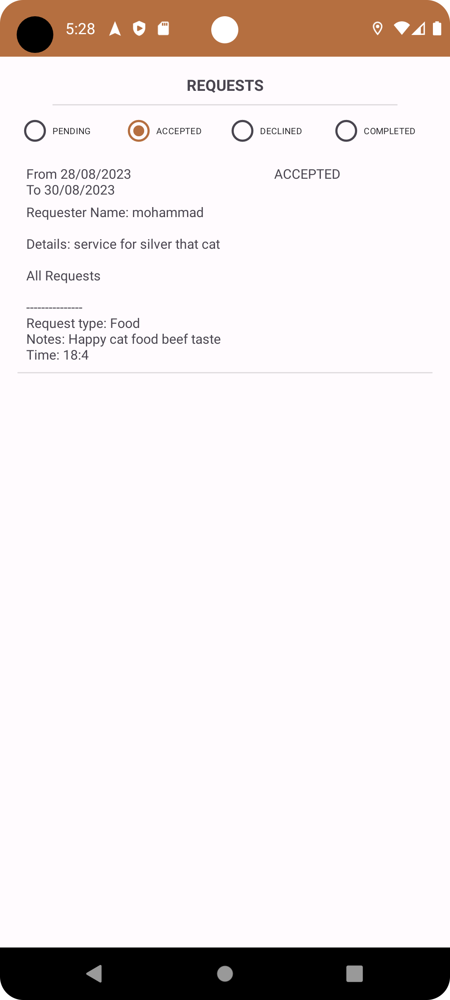 5:28
REQUESTS
PENDING ACCEPTED DECLINED COMPLETED
From 28/08/2023 ACCEPTED
To 30/08/2023
Requester Name: mohammad
Details: service for silver that cat
All Requests
---------------
Request type: Food
Notes: Happy cat food beef taste
Time: 18:4